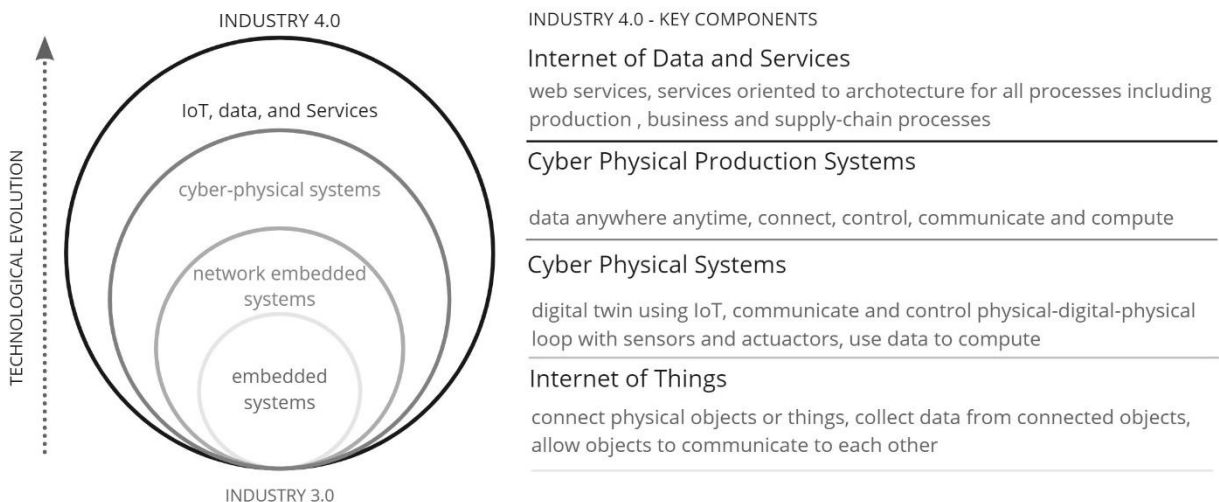 INDUSTRY 4.0
TECHNOLOGICAL EVOLUTION
IoT, data, and Services
cyber-physical systems
network embedded
systems
embedded
systems
INDUSTRY 3.0
INDUSTRY 4.0 - KEY COMPONENTS
Internet of Data and Services
web services, services oriented to archotecture for all processes including
production , business and supply-chain processes
Cyber Physical Production Systems
data anywhere anytime, connect, control, communicate and compute
Cyber Physical Systems
digital twin using IoT, communicate and control physical-digital-physical
loop with sensors and actuactors, use data to compute
Internet of Things
connect physical objects or things, collect data from connected objects,
allow objects to communicate to each other